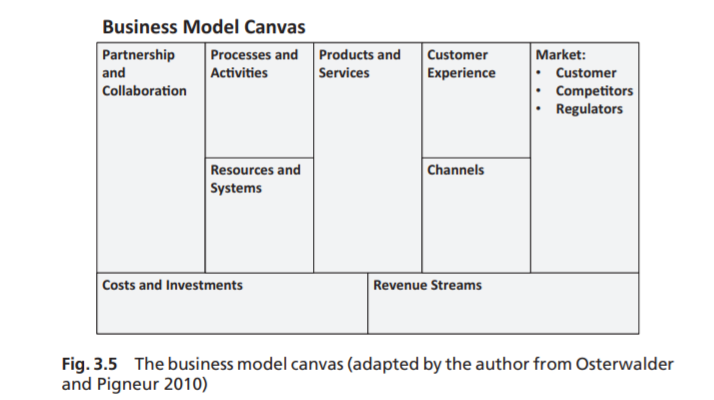 Business Model Canvas
Partnership
and
Collaboration
Processes and
Activities
Resources and
Systems
Products and
Services
Customer
Experience
Channels
Market:
• Customer
• Competitors
• Regulators
Costs and Investments
Revenue Streams
Fig. 3.5 The business model canvas (adapted by the author from Osterwalder
and Pigneur 2010)